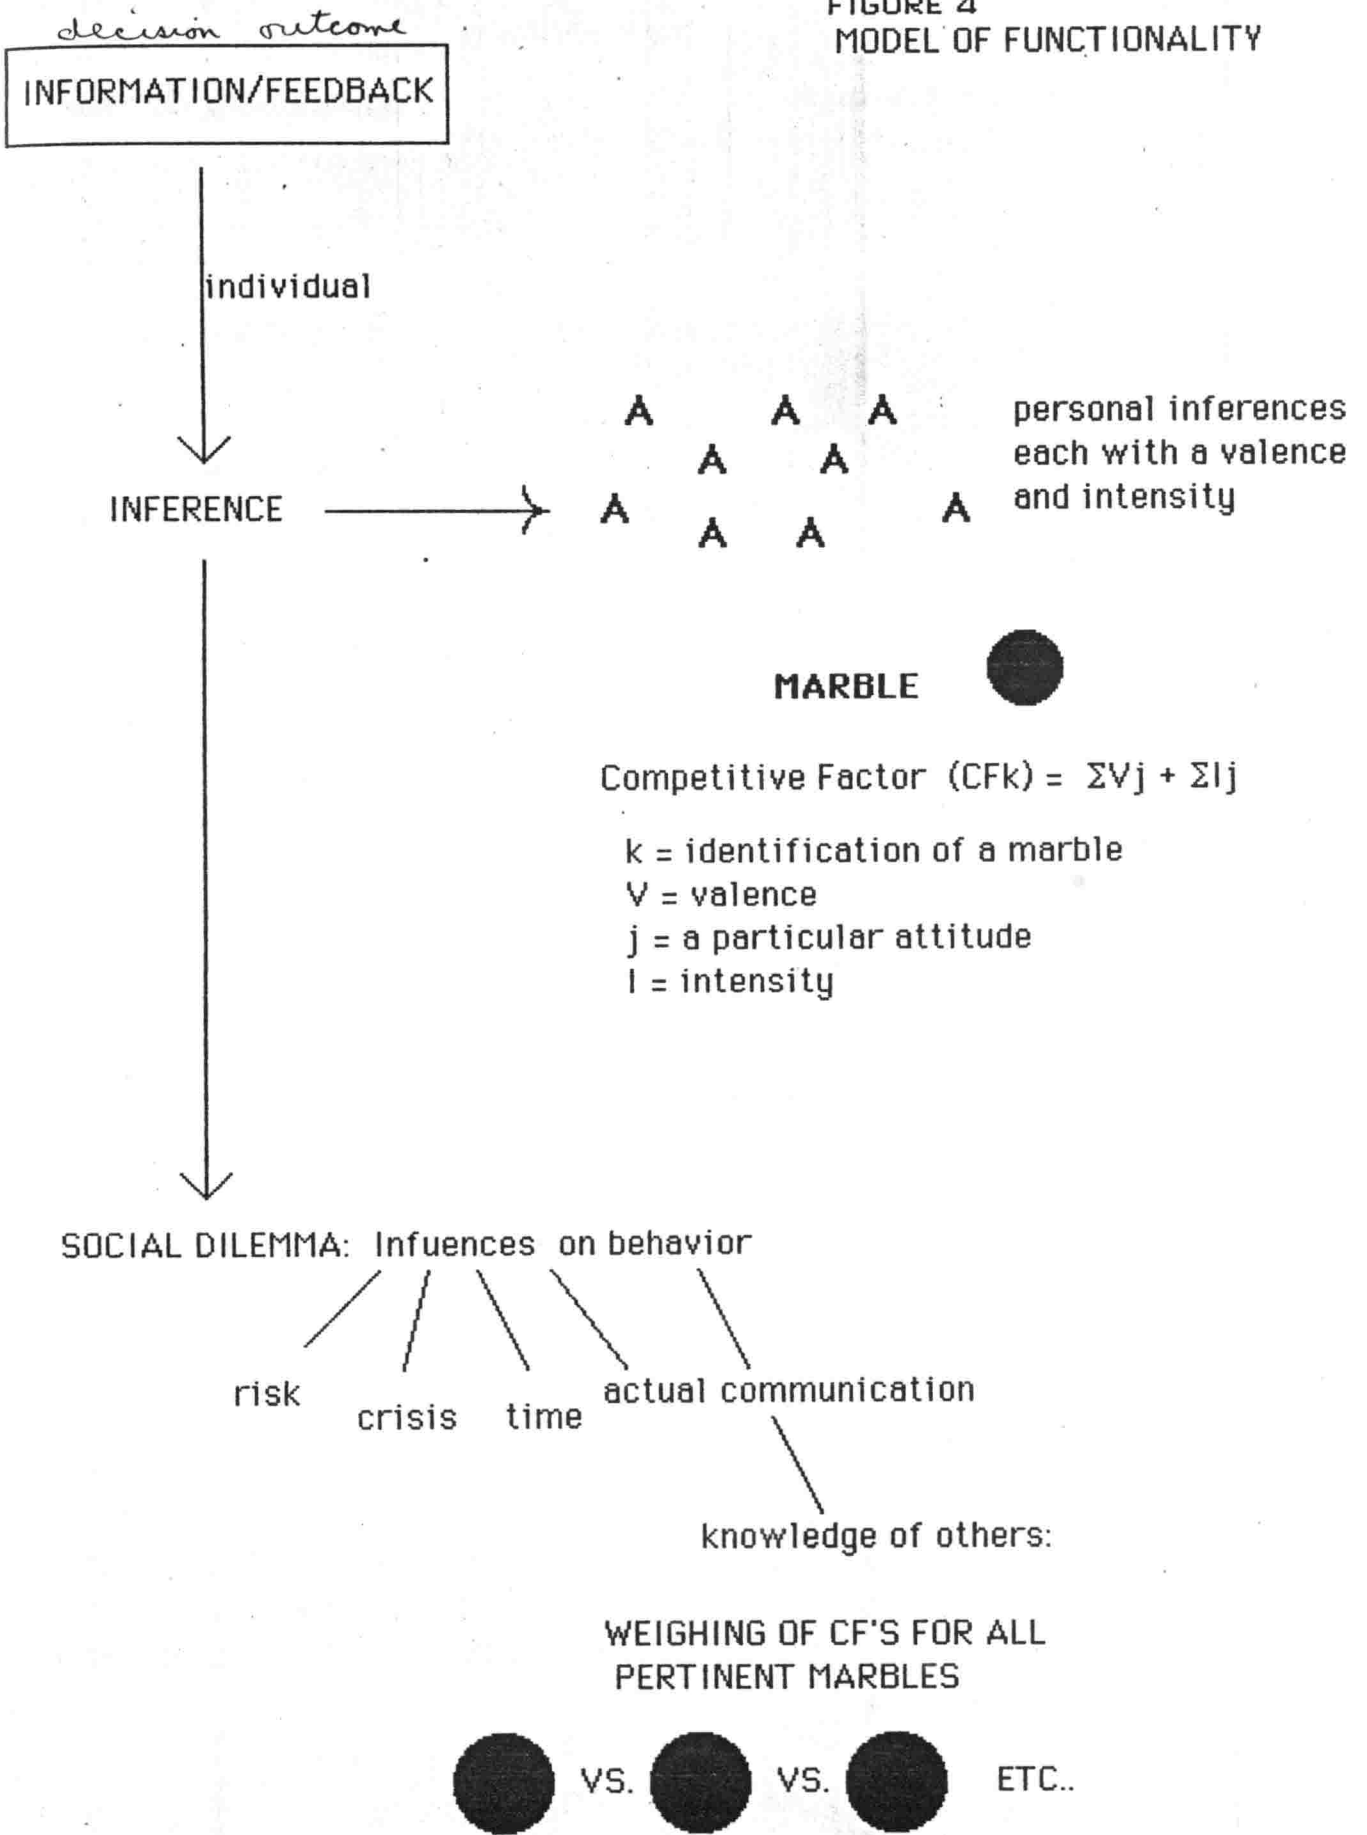 FIGURE 4
MODEL OF FUNCTIONALITY
decision outcome
INFORMATION/FEEDBACK
individual
A A A
A A
A A
A A
personal inferences
each with a valence
and intensity
INFERENCE
MARBLE
Competitive Factor (CFk) = ΣVj + ΣIj
k = identification of a marble
V = valence
j = a particular attitude
I = intensity
SOCIAL DILEMMA: Infuences on behavior
risk
crisis
time
actual communication
knowledge of others:
WEIGHING OF CF'S FOR ALL
PERTINENT MARBLES
VS. VS. ETC..